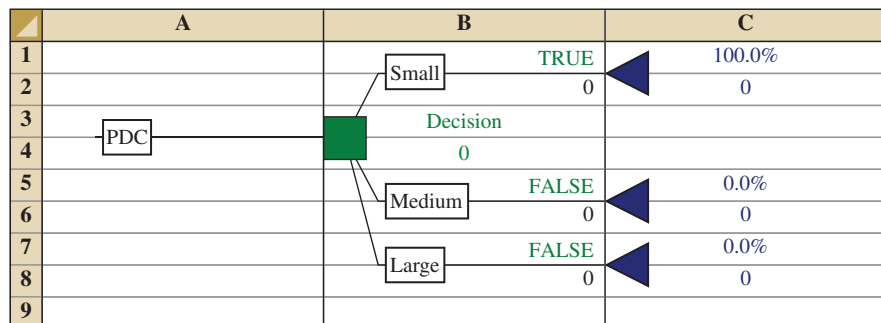 A B C
1 TRUE 100.0%
Small
2 0 0
3 Decision
PDC
4 0
5 FALSE 0.0%
Medium
6 0 0
7 FALSE 0.0%
Large
8 0 0
9